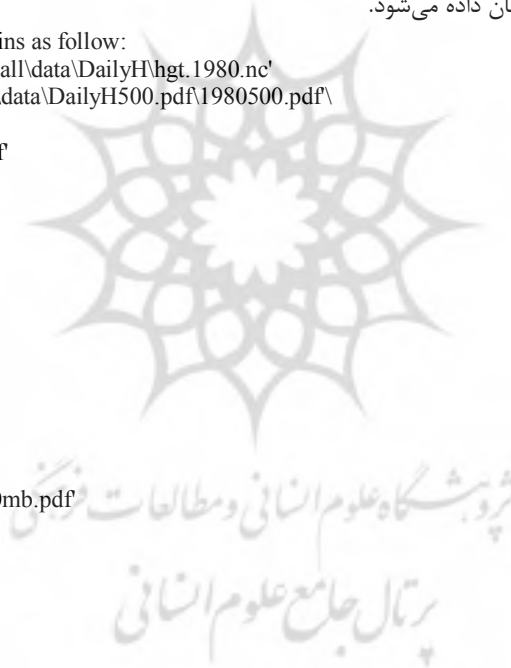 ان داده می‌شود.
ins as follow:
all\data\DailyH\hgt.1980.nc'
\data\DailyH500.pdf\1980500.pdf'\
f'
0mb.pdf'
پژوهشگاه علوم انسانی و مطالعات فرهنگی
پرتال جامع علوم انسانی